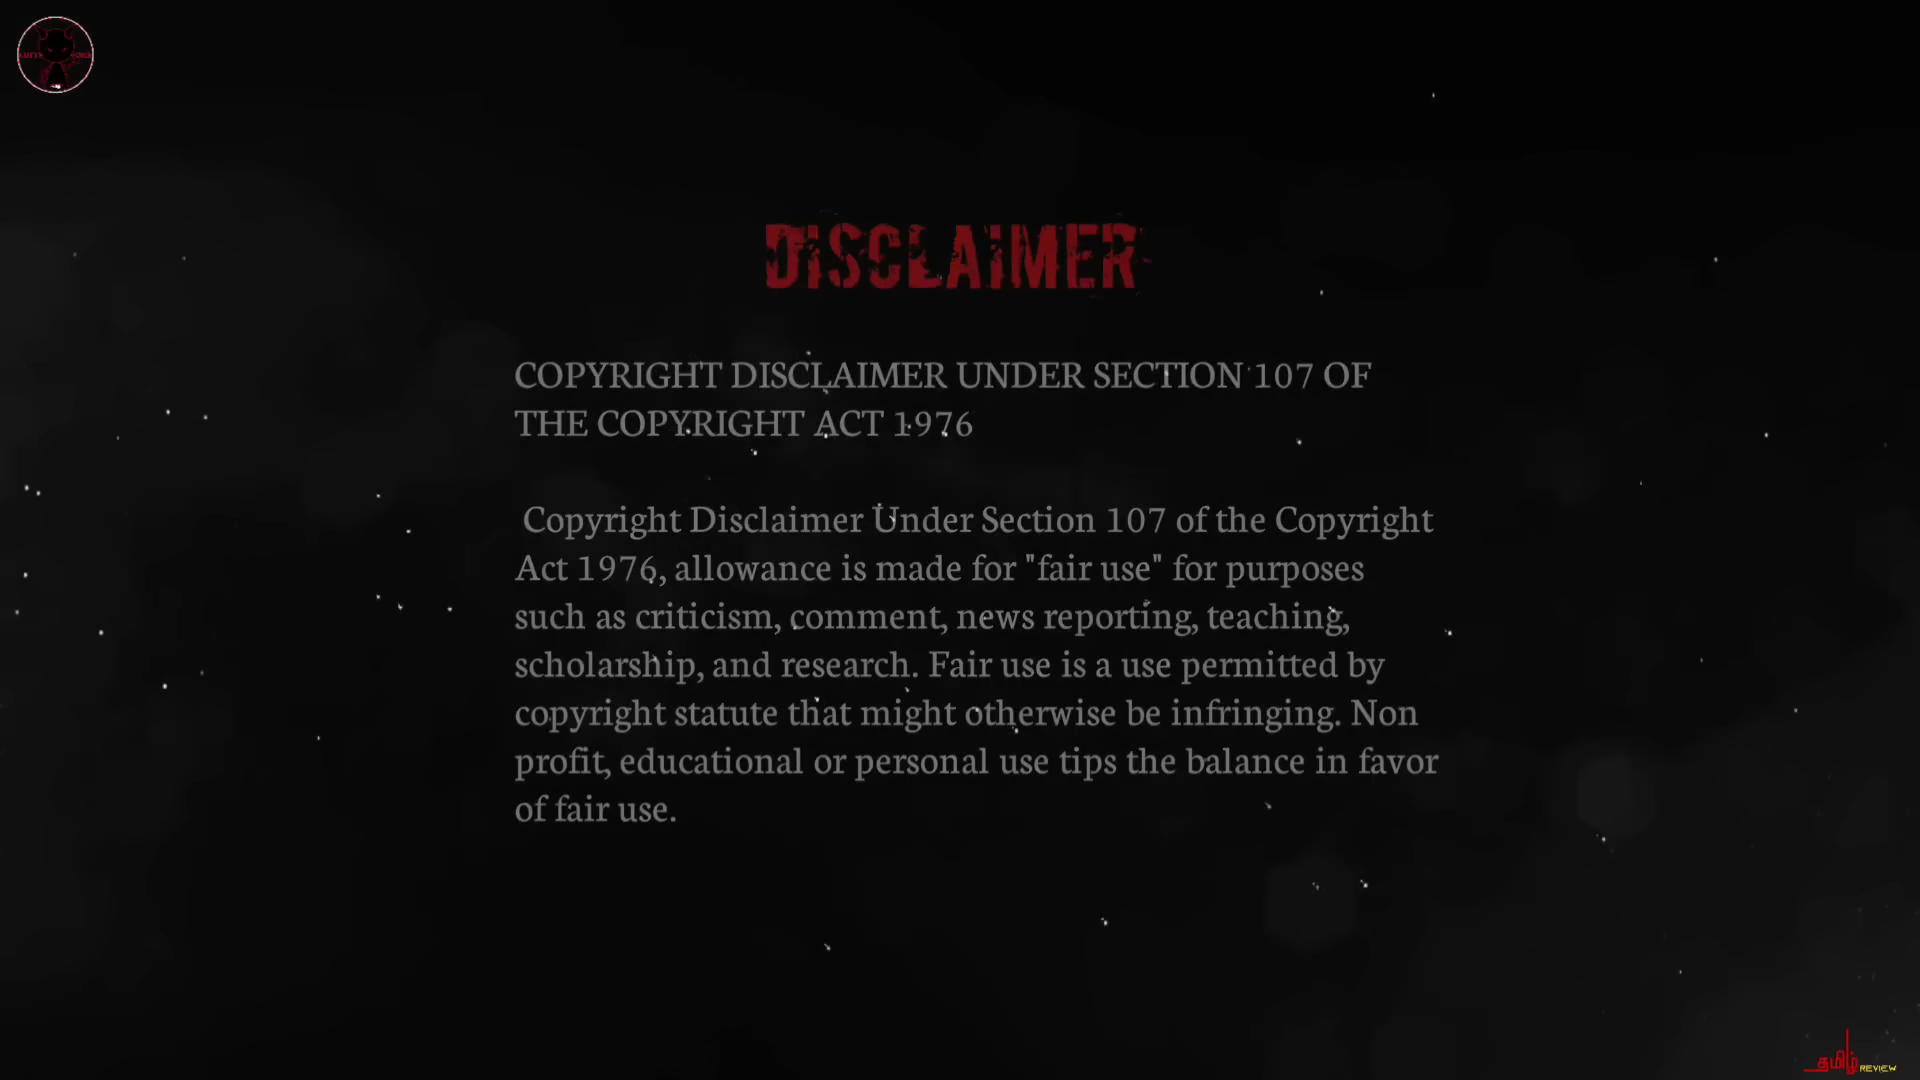 DISCLAIMER
COPYRIGHT DISCLAIMER UNDER SECTION 107 OF
THE COPYRIGHT ACT 1976
Copyright Disclaimer Under Section 107 of the Copyright
Act 1976, allowance is made for "fair use" for purposes
such as criticism, comment, news reporting, teaching,
scholarship, and research. Fair use is a use permitted by
copyright statute that might otherwise be infringing. Non
profit, educational or personal use tips the balance in favor
of fair use.
தமிழ் REVIEW